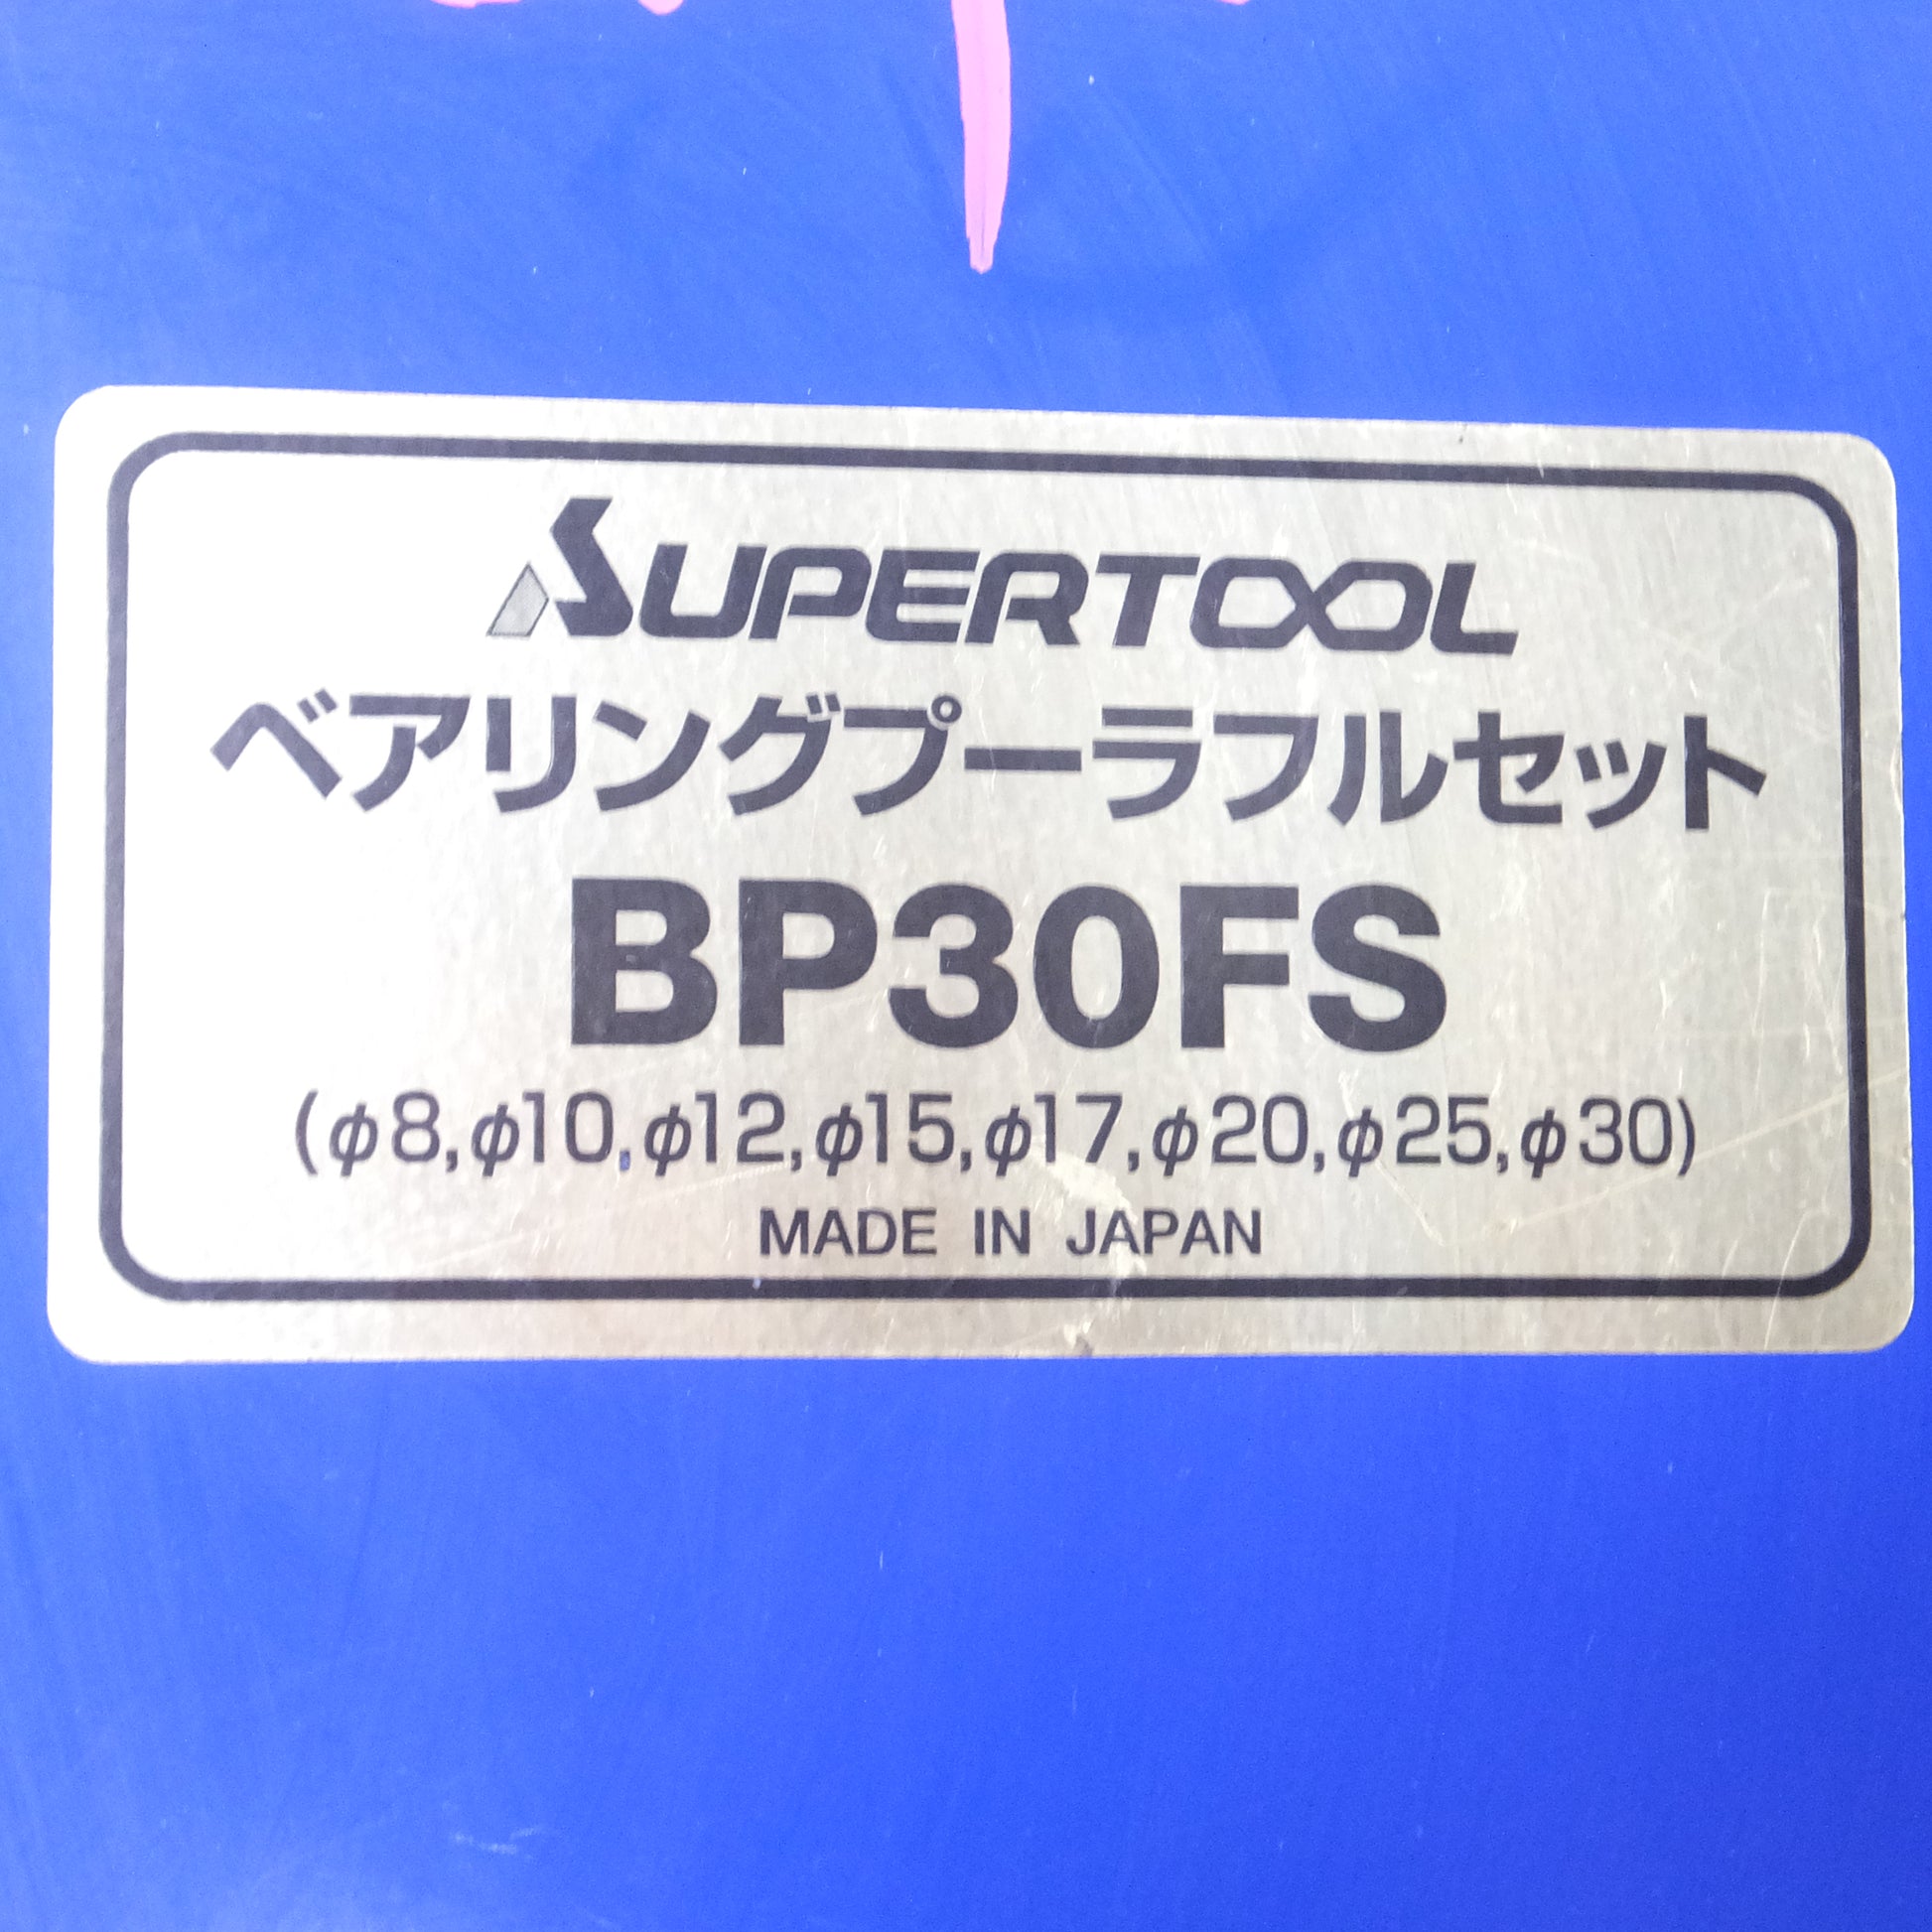 SUPERTOOL
ベアリングプーラフルセット
BP30FS
(φ8,φ10,φ12,φ15,φ17,φ20,φ25,φ30)
MADE IN JAPAN